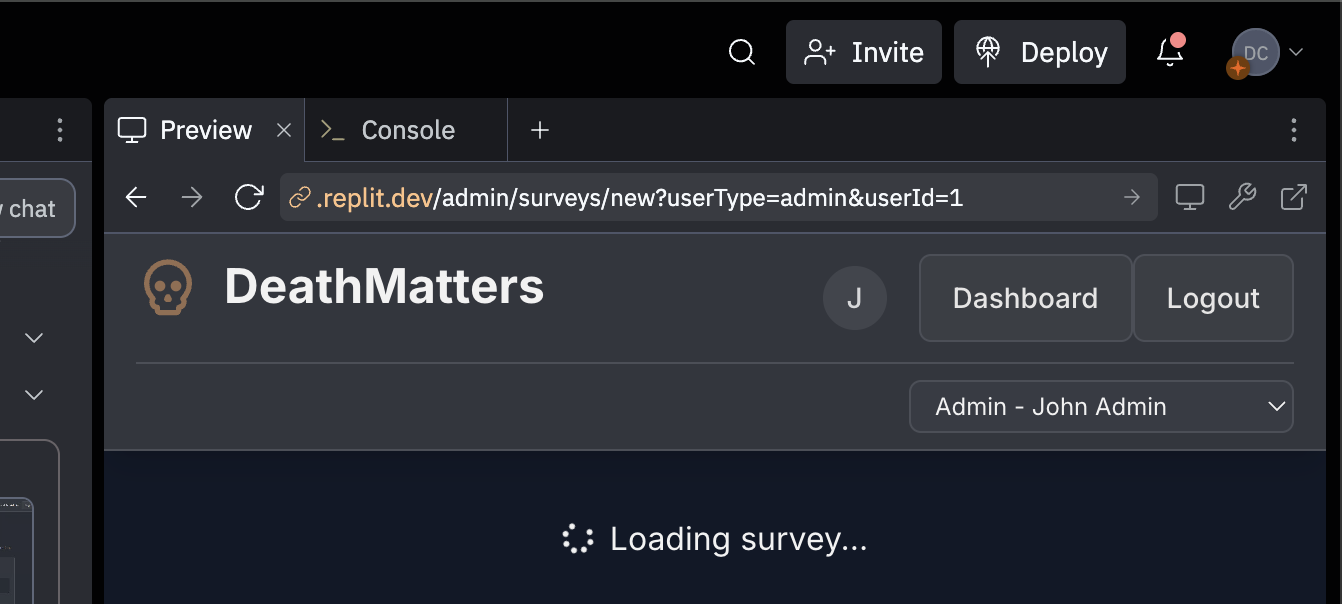 Invite
Deploy
DC
Preview
Console
.replit.dev/admin/surveys/new?userType=admin&userId=1
chat
DeathMatters
J
Dashboard
Logout
Admin - John Admin
Loading survey...